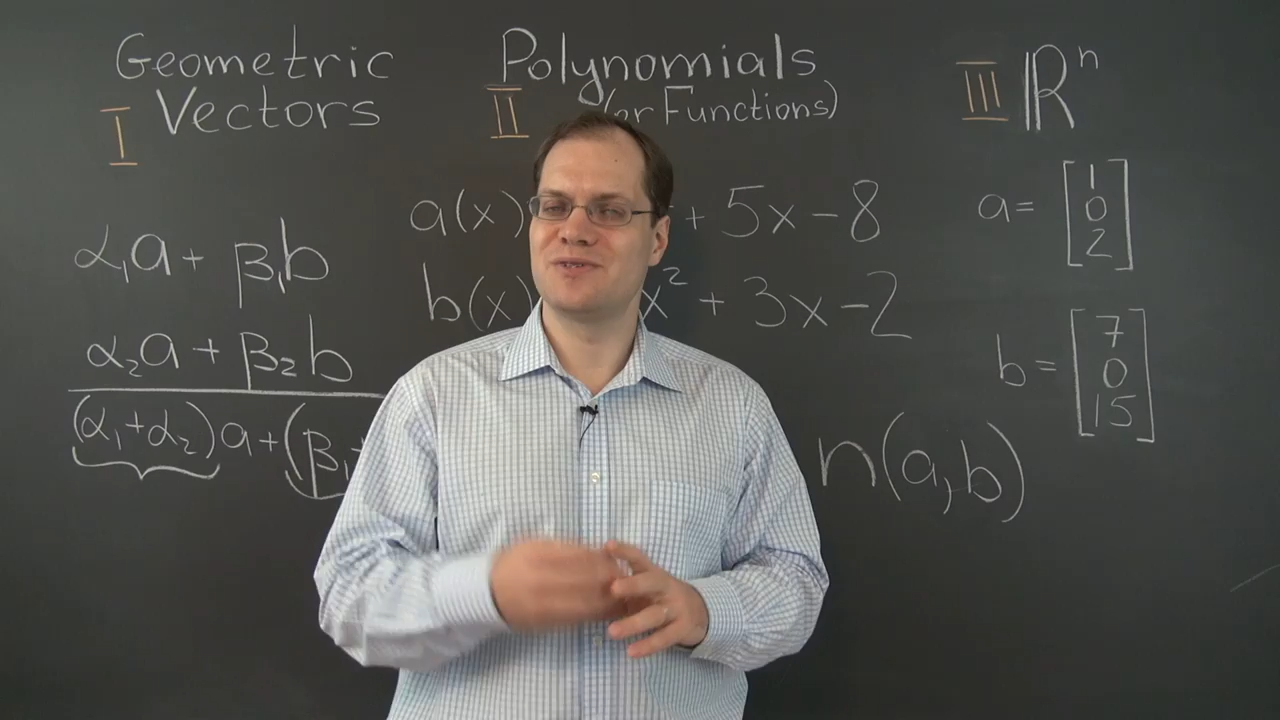 Geometric
I Vectors
α₁a + β₁b
α₂a + β₂b
(α₁+α₂)a+(β₁+
Polynomials
II (or Functions)
a(x) + 5x − 8
b(x) x² + 3x − 2
n(a,b)
III ℝⁿ
a= [1
0
2]
b= [7
0
15]